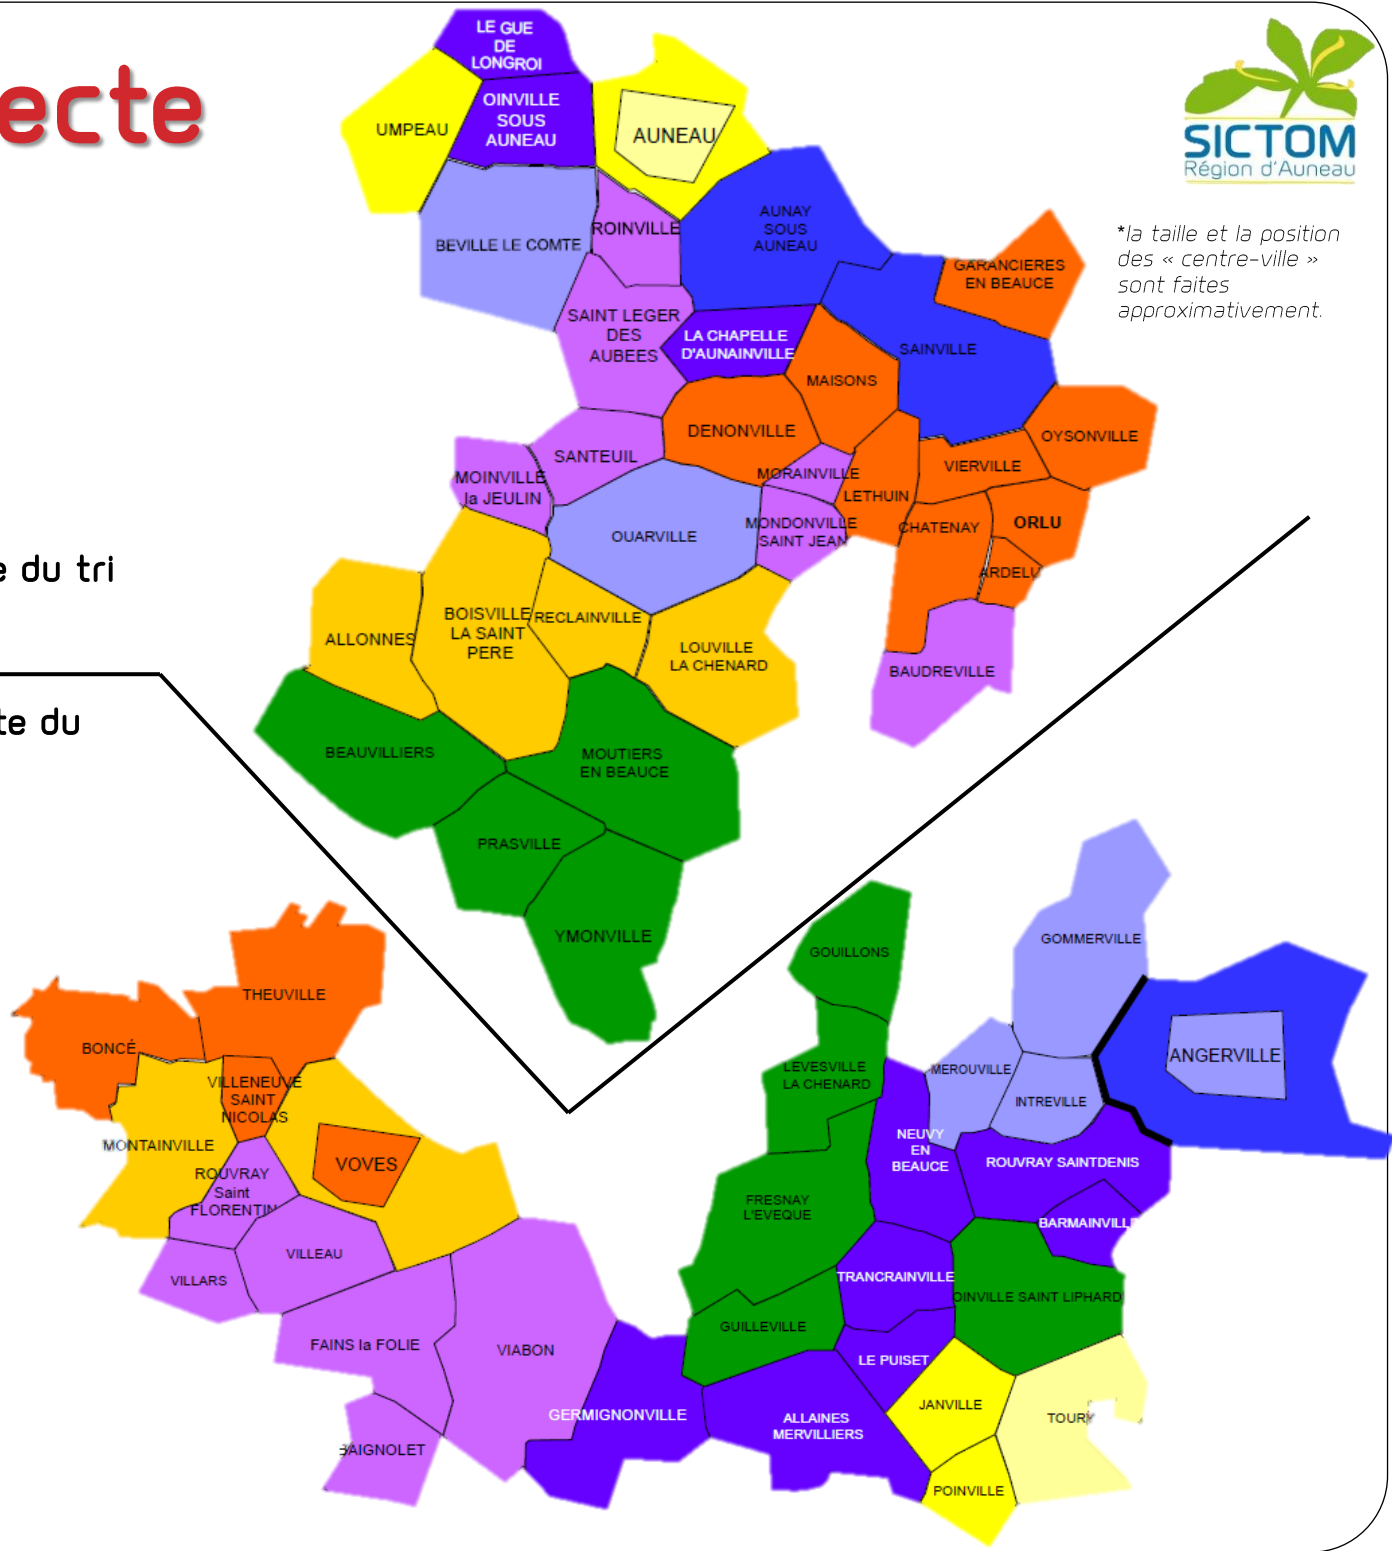 ecte
SICTOM
Région d'Auneau
*la taille et la position
des « centre-ville »
sont faites
approximativement.
e du tri
te du
LE GUE
DE
LONGROI
OINVILLE
SOUS
AUNEAU
UMPEAU
AUNEAU
BEVILLE LE COMTE
ROINVILLE
AUNAY
SOUS
AUNEAU
GARANCIERES
EN BEAUCE
SAINT LEGER
DES
AUBEES
LA CHAPELLE
D'AUNAINVILLE
SAINVILLE
MAISONS
DENONVILLE
OYSONVILLE
SANTEUIL
MOINVILLE
la JEULIN
MORAINVILLE
VIERVILLE
LETHUIN
OUARVILLE
MONDONVILLE
SAINT JEAN
CHATENAY
ORLU
ARDELU
ALLONNES
BOISVILLE
LA SAINT
PERE
RECLAINVILLE
LOUVILLE
LA CHENARD
BAUDREVILLE
BEAUVILLIERS
MOUTIERS
EN BEAUCE
PRASVILLE
YMONVILLE
THEUVILLE
BONCÉ
VILLENEUVE
SAINT
NICOLAS
MONTAINVILLE
VOVES
ROUVRAY
Saint
FLORENTIN
VILLEAU
VILLARS
FAINS la FOLIE
VIABON
BAIGNOLET
GERMIGNONVILLE
GOUILLONS
GOMMERVILLE
LEVESVILLE
LA CHENARD
MEROUVILLE
INTREVILLE
ANGERVILLE
NEUVY
EN
BEAUCE
ROUVRAY SAINTDENIS
FRESNAY
L'EVEQUE
BARMAINVILLE
TRANCRAINVILLE
OINVILLE SAINT LIPHARD
GUILLEVILLE
LE PUISET
JANVILLE
TOURY
ALLAINES
MERVILLIERS
POINVILLE